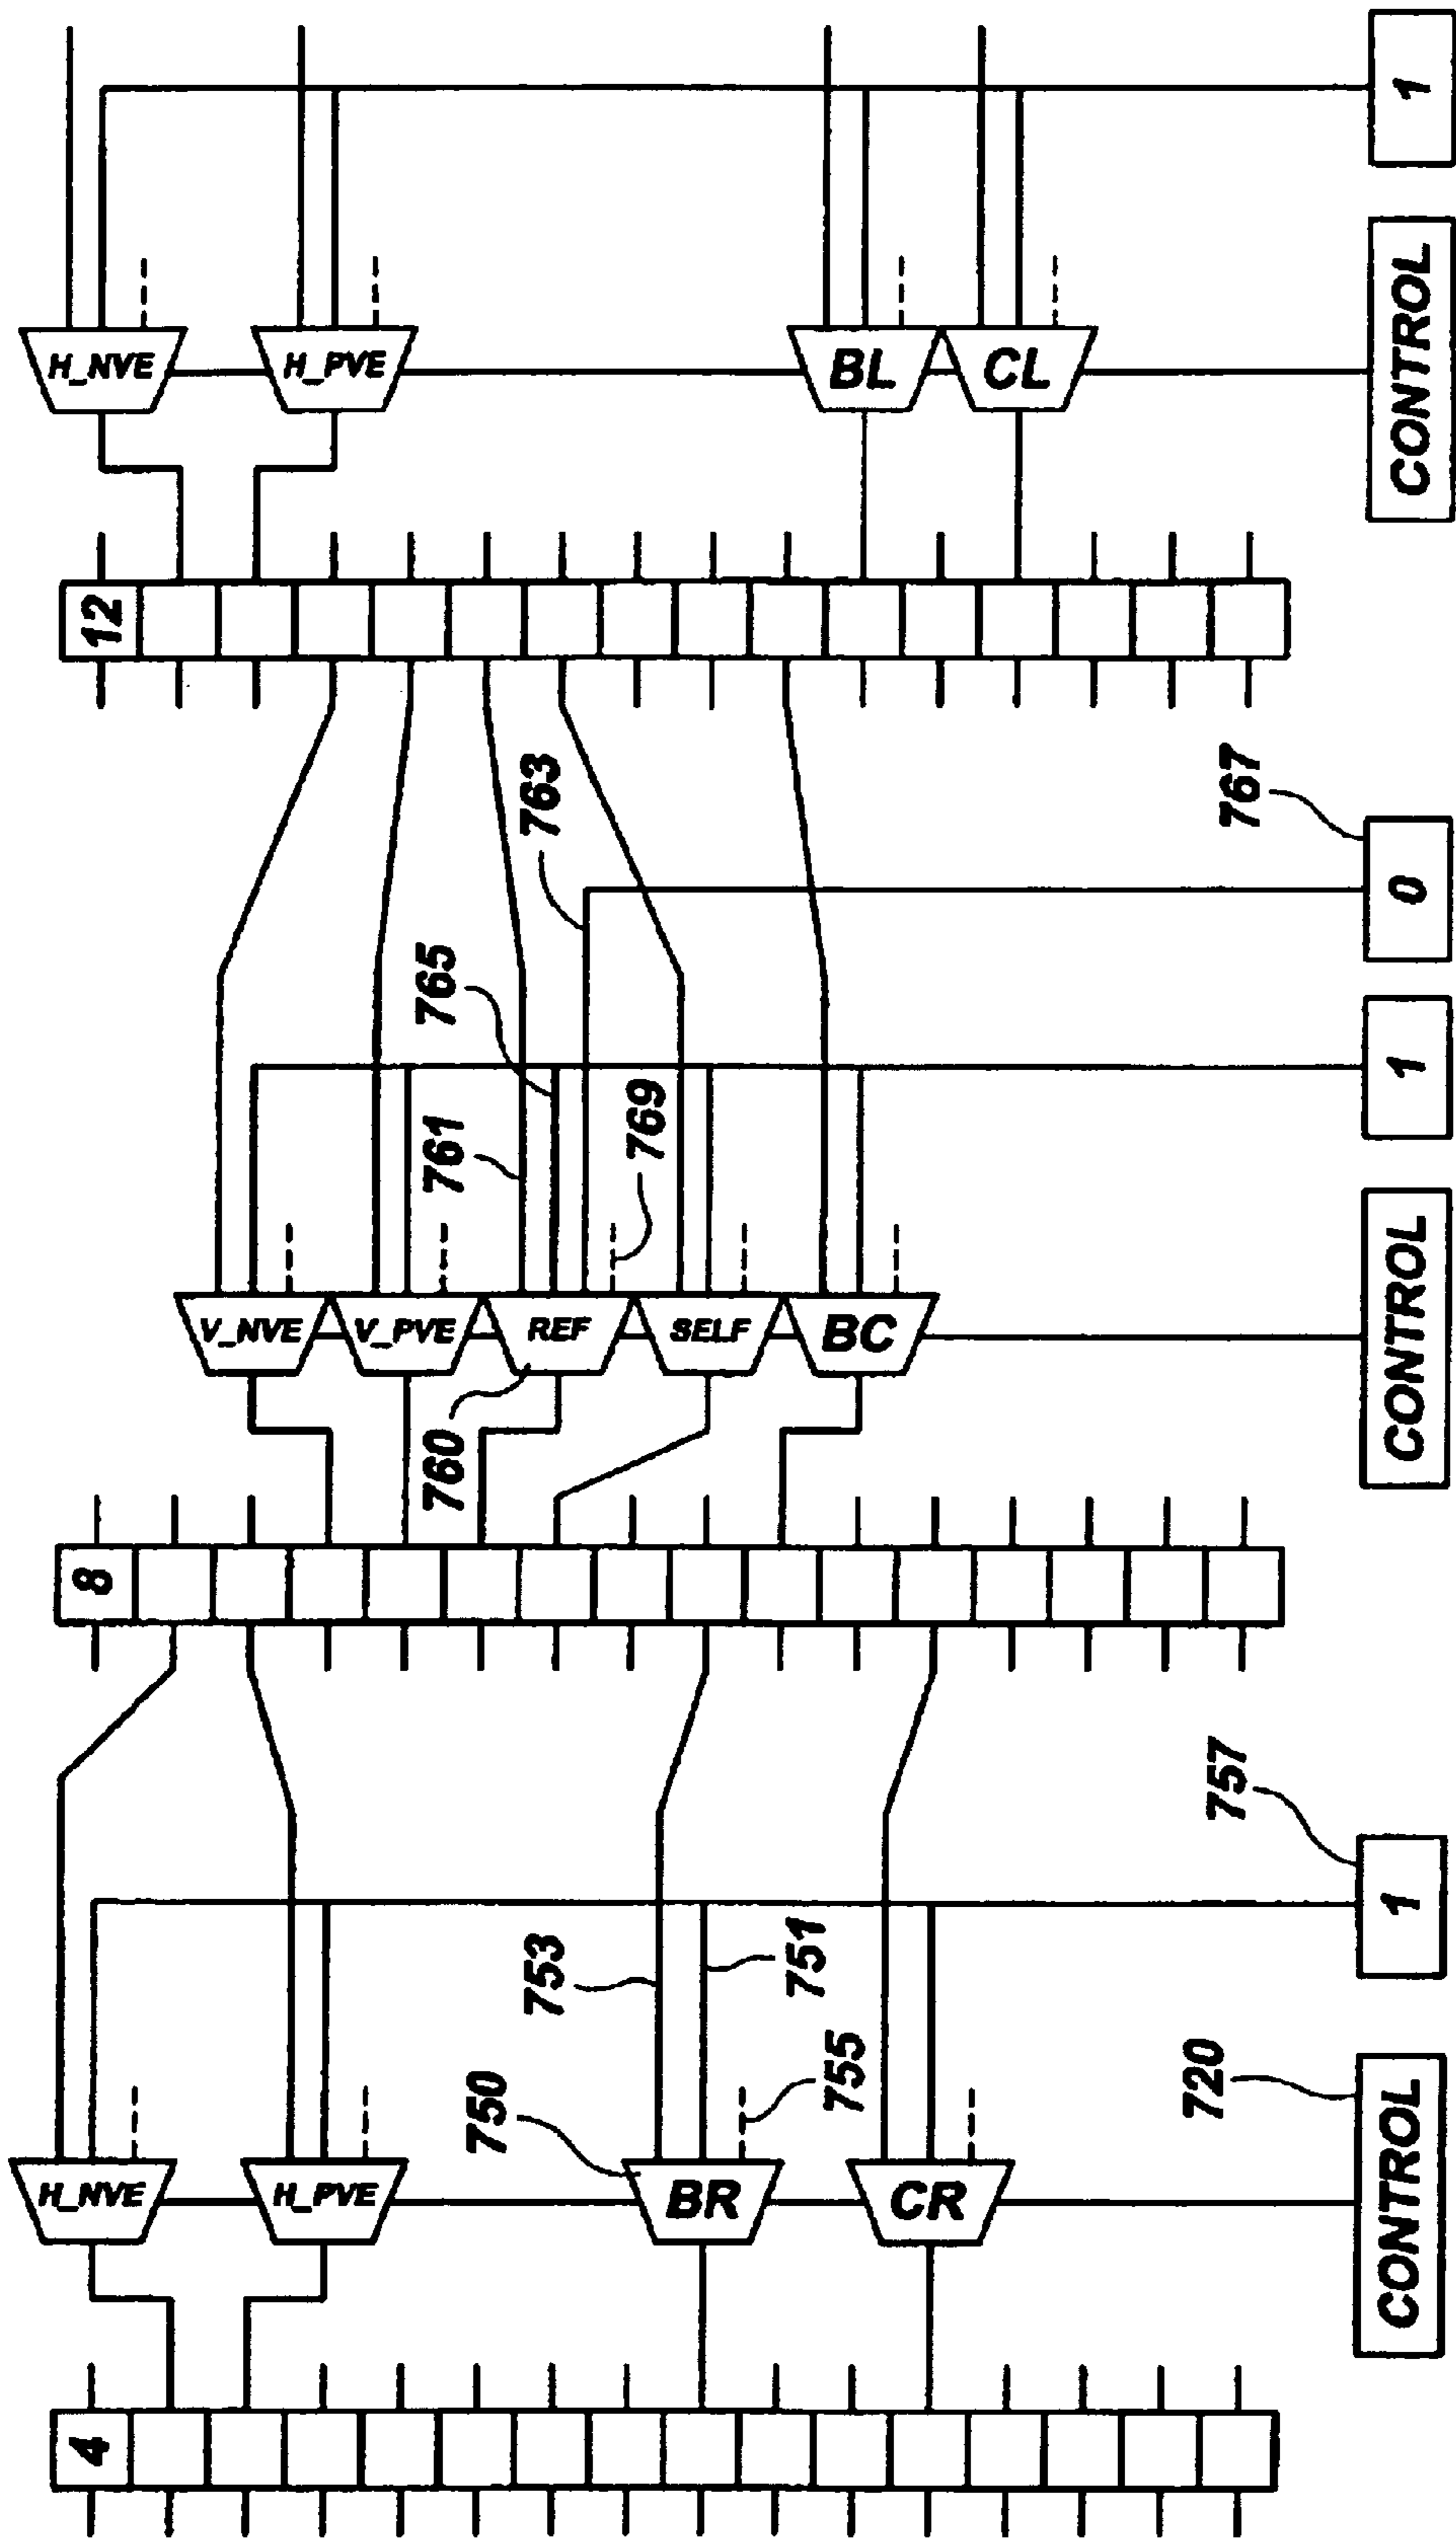 1
H_NVE
H_PVE
BL
CL
CONTROL
12
763
767
0
765
761
769
1
V_NVE
V_PVE
REF
SELF
BC
760
CONTROL
8
757
1
753
751
750
755
720
H_NVE
H_PVE
BR
CR
CONTROL
4